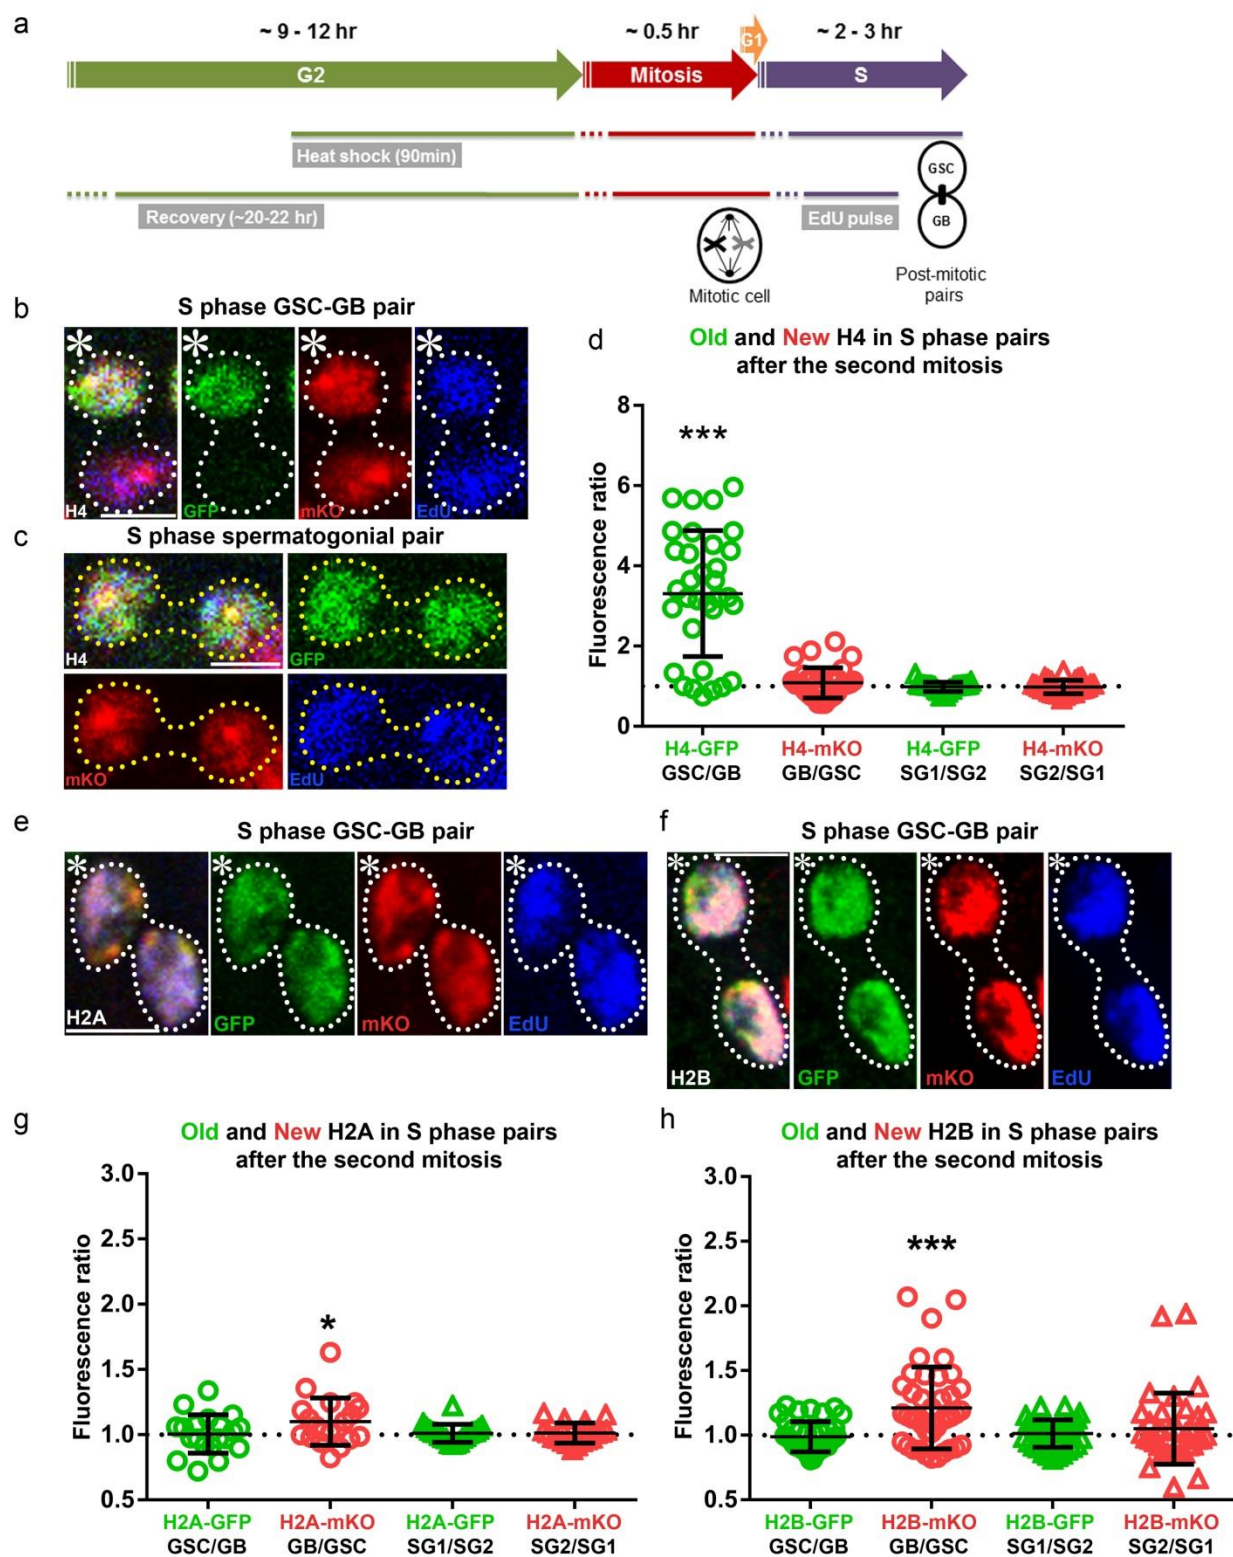 a
~ 9 - 12 hr
~ 0.5 hr
G1
~ 2 - 3 hr
G2
Mitosis
S
Heat shock (90min)
Recovery (~20-22 hr)
EdU pulse
GSC
GB
Mitotic cell
Post-mitotic
pairs
b
S phase GSC-GB pair
*
*
*
*
H4
GFP
mKO
EdU
c
S phase spermatogonial pair
H4
GFP
mKO
EdU
d
Old and New H4 in S phase pairs
after the second mitosis
Fluorescence ratio
8
6
4
2
0
***
H4-GFP
GSC/GB
H4-mKO
GB/GSC
H4-GFP
SG1/SG2
H4-mKO
SG2/SG1
e
S phase GSC-GB pair
*
*
*
*
H2A
GFP
mKO
EdU
f
S phase GSC-GB pair
*
*
*
*
H2B
GFP
mKO
EdU
g
Old and New H2A in S phase pairs
after the second mitosis
Fluorescence ratio
3.0
2.5
2.0
1.5
1.0
0.5
*
H2A-GFP
GSC/GB
H2A-mKO
GB/GSC
H2A-GFP
SG1/SG2
H2A-mKO
SG2/SG1
h
Old and New H2B in S phase pairs
after the second mitosis
Fluorescence ratio
3.0
2.5
2.0
1.5
1.0
0.5
***
H2B-GFP
GSC/GB
H2B-mKO
GB/GSC
H2B-GFP
SG1/SG2
H2B-mKO
SG2/SG1